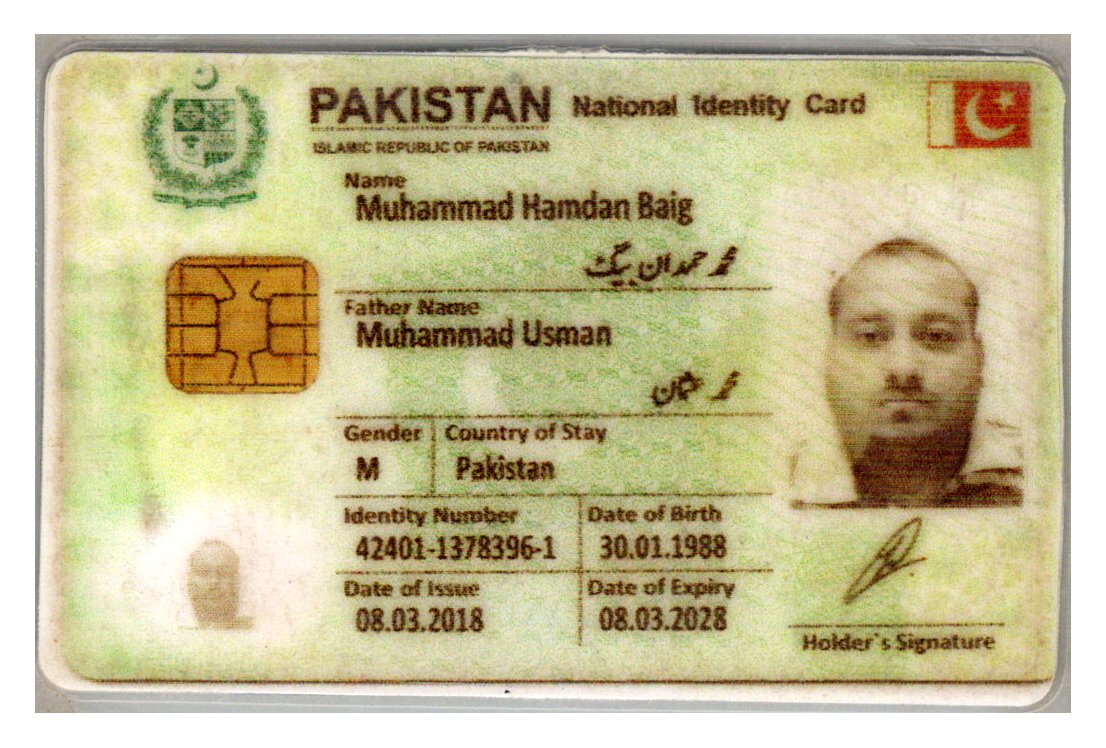 PAKISTAN National Identity Card
ISLAMIC REPUBLIC OF PAKISTAN
Name
Muhammad Hamdan Baig
محمد حمدان بیگ
Father Name
Muhammad Usman
محمد عثمان
Gender Country of Stay
M Pakistan
Identity Number Date of Birth
42401-1378396-1 30.01.1988
Date of Issue Date of Expiry
08.03.2018 08.03.2028
Holder`s Signature